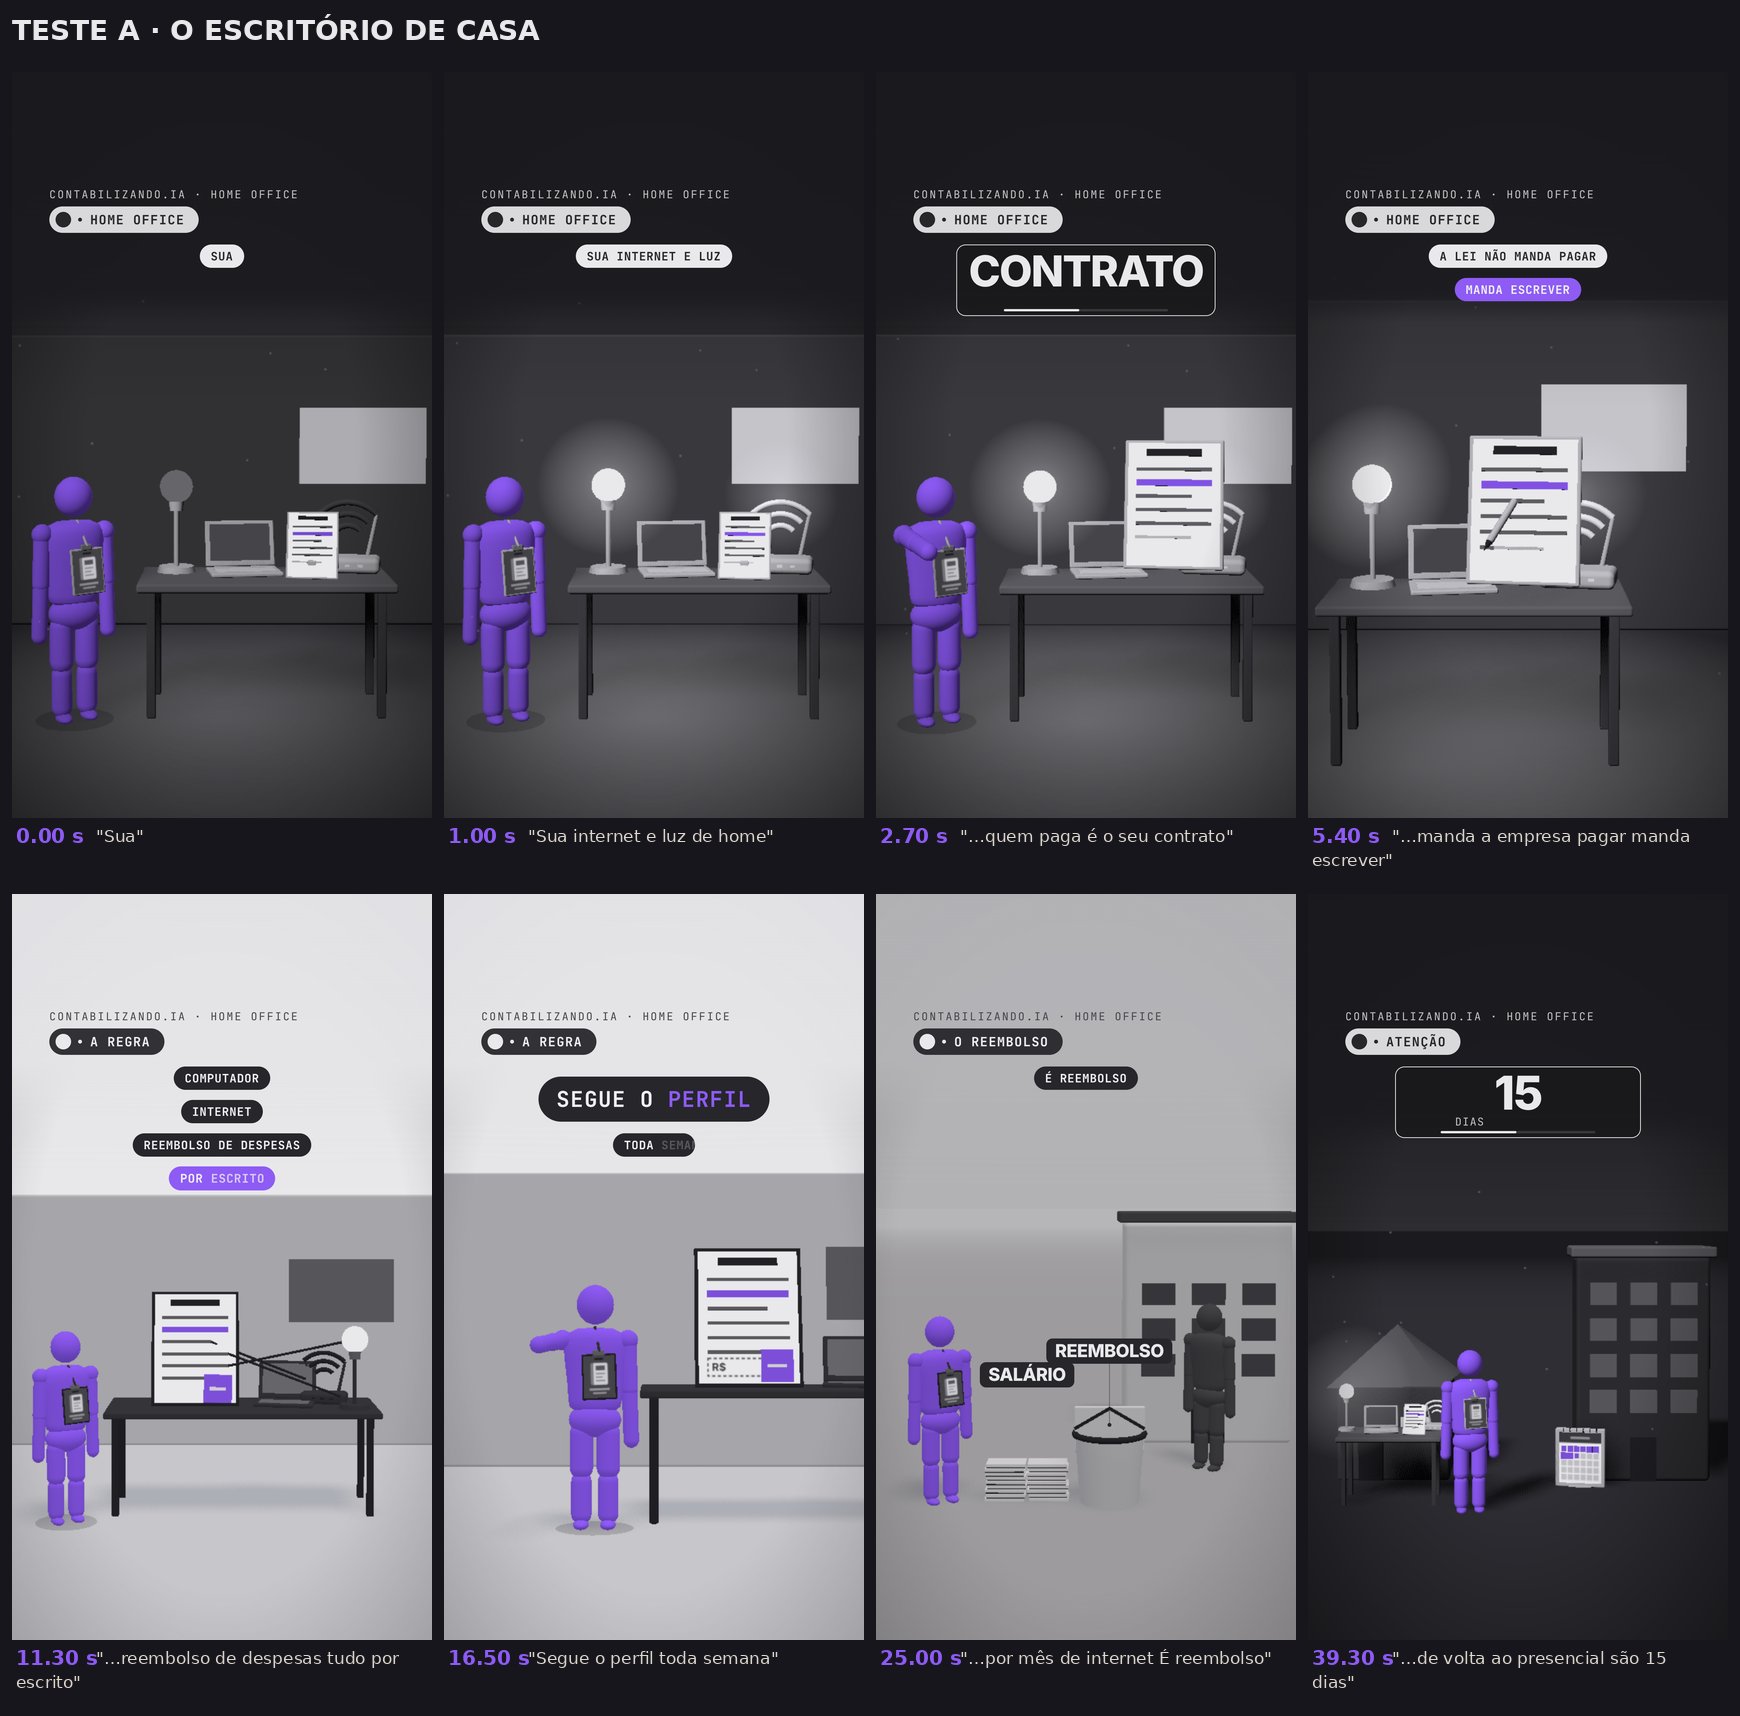 TESTE A · O ESCRITÓRIO DE CASA
CONTABILIZANDO.IA · HOME OFFICE
• HOME OFFICE
SUA
0.00 s "Sua"
CONTABILIZANDO.IA · HOME OFFICE
• HOME OFFICE
SUA INTERNET E LUZ
1.00 s "Sua internet e luz de home"
CONTABILIZANDO.IA · HOME OFFICE
• HOME OFFICE
CONTRATO
2.70 s "...quem paga é o seu contrato"
CONTABILIZANDO.IA · HOME OFFICE
• HOME OFFICE
A LEI NÃO MANDA PAGAR
MANDA ESCREVER
5.40 s "...manda a empresa pagar manda
escrever"
CONTABILIZANDO.IA · HOME OFFICE
• A REGRA
COMPUTADOR
INTERNET
REEMBOLSO DE DESPESAS
POR ESCRITO
11.30 s "...reembolso de despesas tudo por
escrito"
CONTABILIZANDO.IA · HOME OFFICE
• A REGRA
SEGUE O PERFIL
TODA
R$
16.50 s "Segue o perfil toda semana"
CONTABILIZANDO.IA · HOME OFFICE
• O REEMBOLSO
É REEMBOLSO
REEMBOLSO
SALÁRIO
25.00 s "...por mês de internet É reembolso"
CONTABILIZANDO.IA · HOME OFFICE
• ATENÇÃO
15
DIAS
39.30 s "...de volta ao presencial são 15
dias"